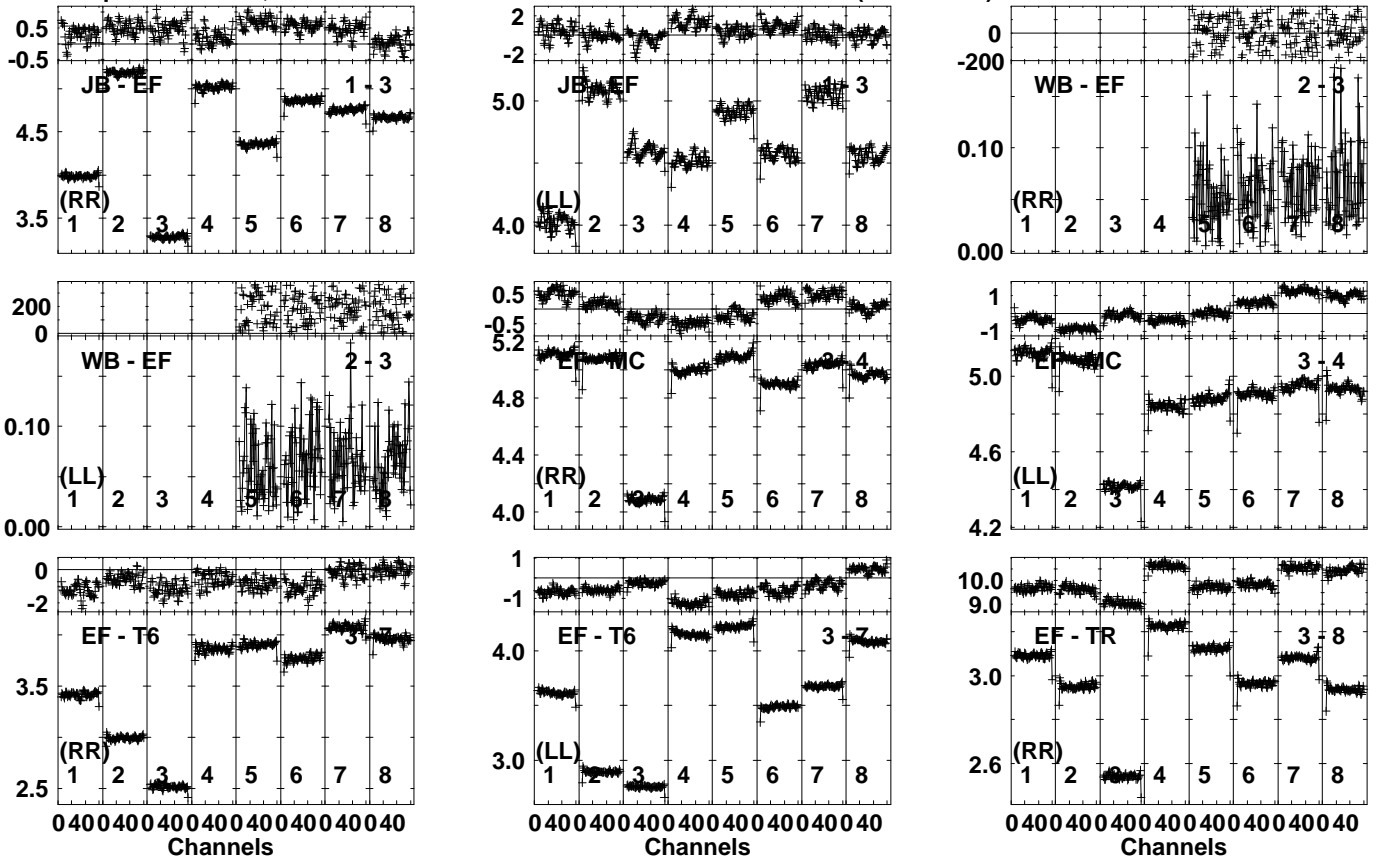 0.5
-0.5
JB - EF
1 - 3
4.5
3.5
(RR)
1 2 3 4 5 6 7 8
2
-2
JB - EF
1 - 3
5.0
4.0
(LL)
1 2 3 4 5 6 7 8
0
-200
WB - EF
2 - 3
0.10
0.00
(RR)
1 2 3 4 5 6 7 8
200
0
WB - EF
2 - 3
0.10
0.00
(LL)
1 2 3 4 5 6 7 8
0.5
-0.5
5.2
EF - MC
3 - 4
4.8
4.4
4.0
(RR)
1 2 3 4 5 6 7 8
1
-1
EF - MC
3 - 4
5.0
4.6
4.2
(LL)
1 2 3 4 5 6 7 8
0
-2
EF - T6
3 - 7
3.5
2.5
(RR)
1 2 3 4 5 6 7 8
0 40 0 40 0 40 0 40 0 40 0 40 0 40 0 40
Channels
1
-1
EF - T6
3 - 7
4.0
3.0
(LL)
1 2 3 4 5 6 7 8
0 40 0 40 0 40 0 40 0 40 0 40 0 40 0 40
Channels
10.0
9.0
EF - TR
3 - 8
3.0
2.6
(RR)
1 2 3 4 5 6 7 8
0 40 0 40 0 40 0 40 0 40 0 40 0 40 0 40
Channels